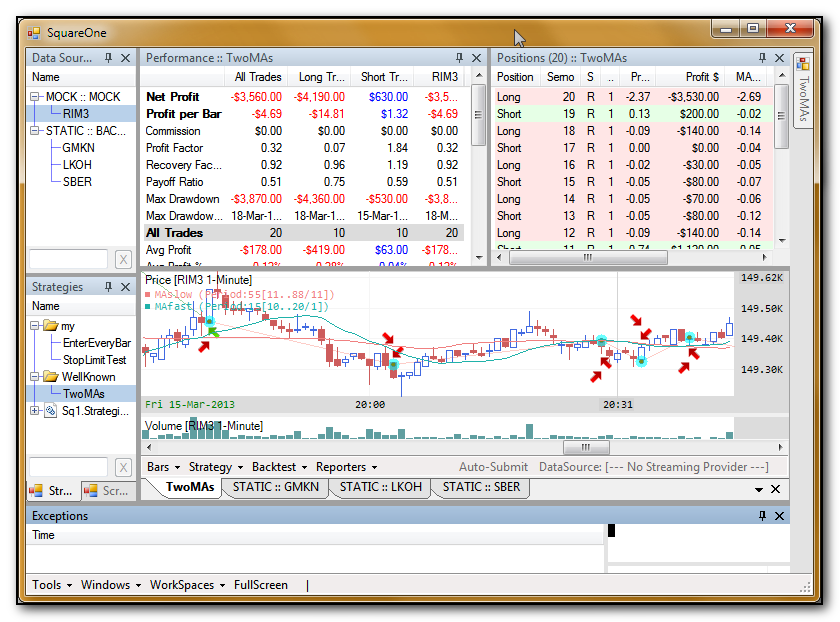 SquareOne
Data Sour...
Name
MOCK :: MOCK
RIM3
STATIC :: BAC...
GMKN
LKOH
SBER
X
Performance :: TwoMAs
All Trades Long Tr... Short Tr... RIM3
Net Profit -$3,560.00 -$4,190.00 $630.00 -$3,5...
Profit per Bar -$4.69 -$14.81 $1.32 -$4.69
Commission $0.00 $0.00 $0.00 $0.00
Profit Factor 0.32 0.07 1.84 0.32
Recovery Fac... 0.92 0.96 1.19 0.92
Payoff Ratio 0.51 0.75 0.59 0.51
Max Drawdown -$3,870.00 -$4,360.00 -$530.00 -$3,8...
Max Drawdow... 18-Mar-1... 18-Mar-1... 15-Mar-1... 18-M...
All Trades 20 10 10 20
Avg Profit -$178.00 -$419.00 $63.00 -$178...
Positions (20) :: TwoMAs
Position Semo S .. Pr... Profit $ MA...
Long 20 R 1 -2.37 -$3,530.00 -2.69
Short 19 R 1 0.13 $200.00 -0.02
Long 18 R 1 -0.09 -$140.00 -0.14
Short 17 R 1 0.00 $0.00 -0.04
Long 16 R 1 -0.02 -$30.00 -0.05
Short 15 R 1 -0.05 -$80.00 -0.07
Long 14 R 1 -0.05 -$70.00 -0.06
Short 13 R 1 -0.05 -$80.00 -0.12
Long 12 R 1 -0.09 -$140.00 -0.14
TwoMAs
Strategies
Name
my
EnterEveryBar
StopLimitTest
WellKnown
TwoMAs
Sq1.Strategi...
X
Str...
Scr...
Price [RIM3 1-Minute]
MAslow (Period:55[11..88/11])
MAfast (Period:15[10..20/1])
149.62K
149.50K
149.40K
149.30K
Fri 15-Mar-2013 20:00 20:31
Volume [RIM3 1-Minute]
Bars Strategy Backtest Reporters Auto-Submit DataSource: [--- No Streaming Provider ---]
TwoMAs STATIC :: GMKN STATIC :: LKOH STATIC :: SBER
Exceptions
Time
Tools Windows WorkSpaces FullScreen